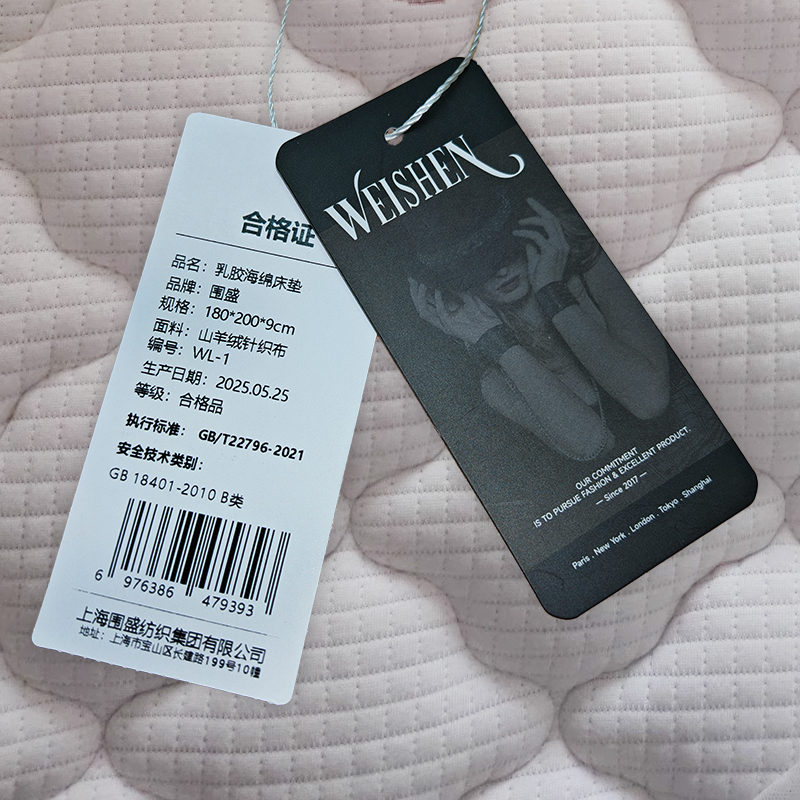 合格证
品名：乳胶海绵床垫
品牌：围盛
规格：180*200*9cm
面料：山羊绒针织布
编号：WL-1
生产日期：2025.05.25
等级：合格品
执行标准： GB/T22796-2021
安全技术类别：
GB 18401-2010 B类
6 976386 479393
上海围盛纺织集团有限公司
地址：上海市宝山区长建路199号10幢
WEISHEN
OUR COMMITMENT
IS TO PURSUE FASHION & EXCELLENT PRODUCT.
— Since 2017 —
Paris . New York . London . Tokyo . Shanghai